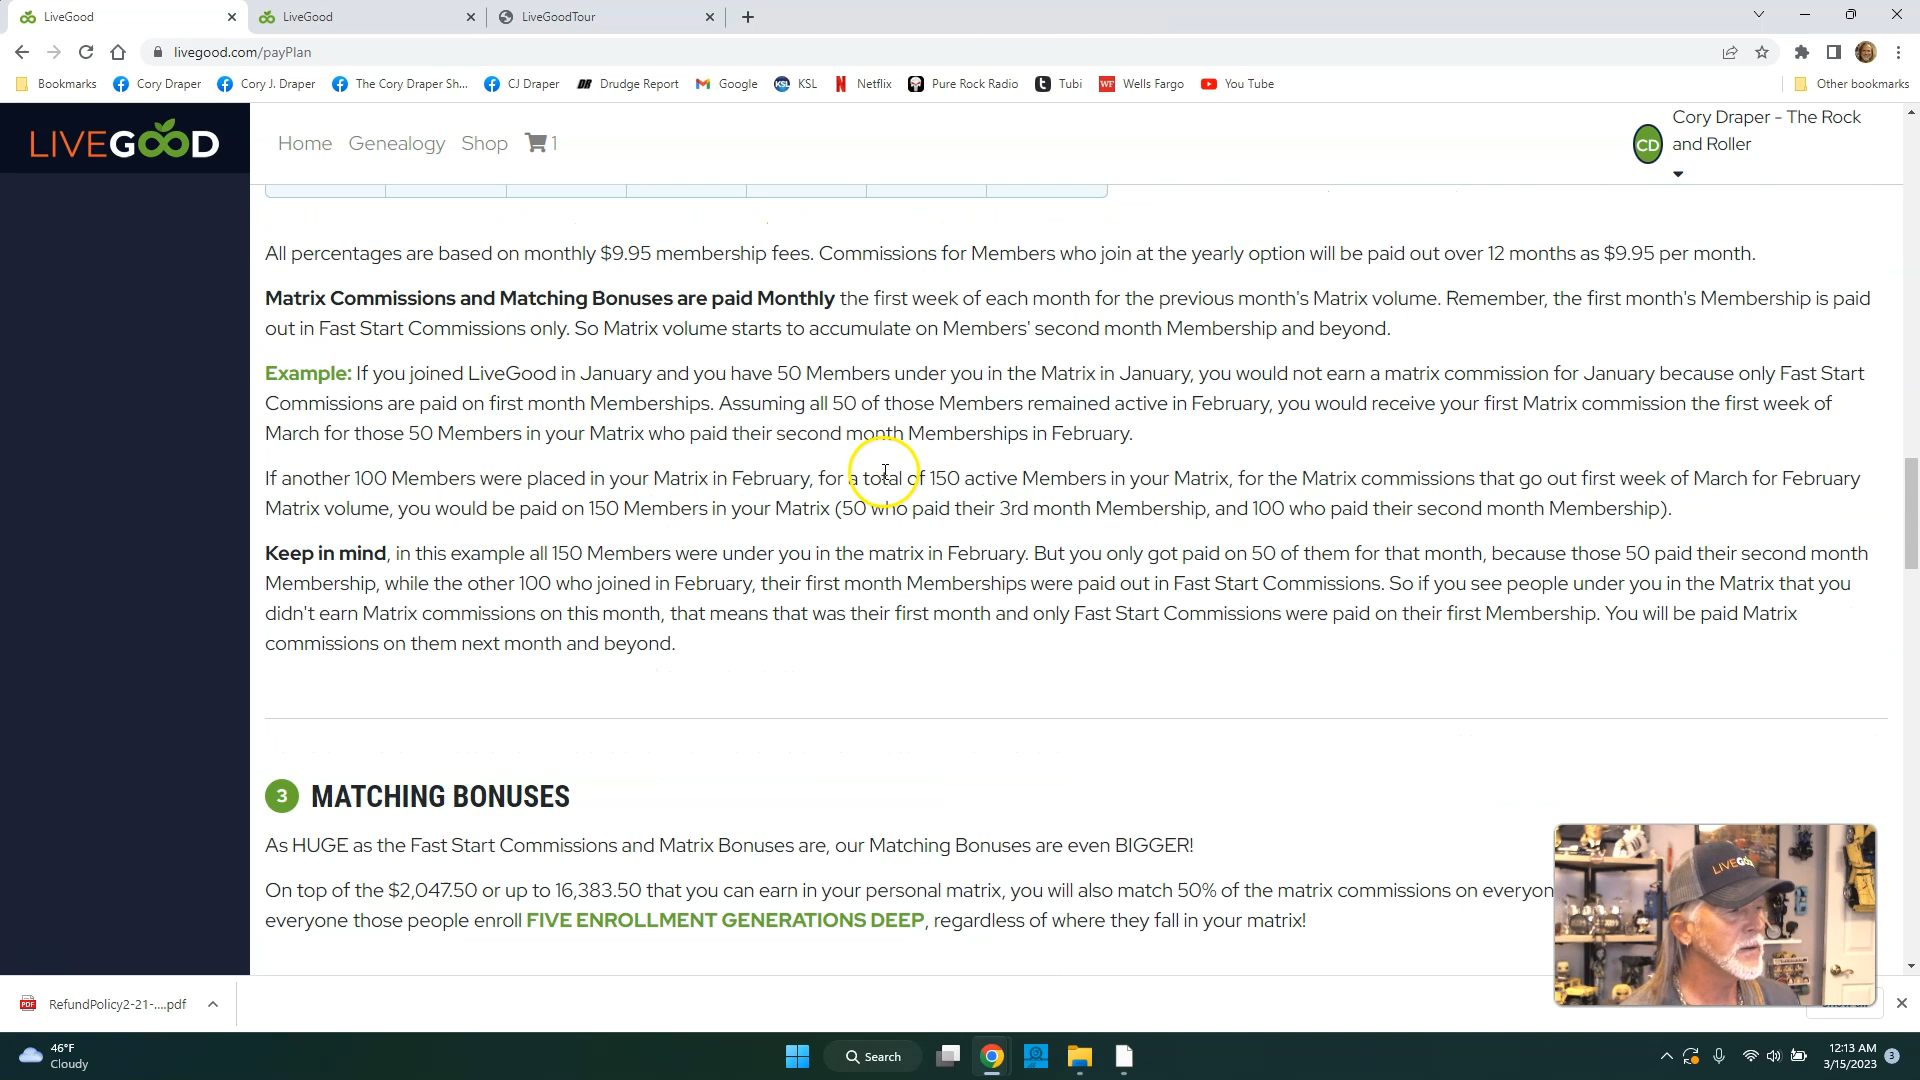 LiveGood
LiveGood
LiveGoodTour
livegood.com/payPlan
Bookmarks
Cory Draper
Cory J. Draper
The Cory Draper Sh...
CJ Draper
DR
Drudge Report
Google
KSL
KSL
Netflix
Pure Rock Radio
Tubi
WF
Wells Fargo
You Tube
Other bookmarks
LIVEGOOD
Home
Genealogy
Shop
1
CD
Cory Draper - The Rock
and Roller
All percentages are based on monthly $9.95 membership fees. Commissions for Members who join at the yearly option will be paid out over 12 months as $9.95 per month.
Matrix Commissions and Matching Bonuses are paid Monthly the first week of each month for the previous month's Matrix volume. Remember, the first month's Membership is paid
out in Fast Start Commissions only. So Matrix volume starts to accumulate on Members' second month Membership and beyond.
Example: If you joined LiveGood in January and you have 50 Members under you in the Matrix in January, you would not earn a matrix commission for January because only Fast Start
Commissions are paid on first month Memberships. Assuming all 50 of those Members remained active in February, you would receive your first Matrix commission the first week of
March for those 50 Members in your Matrix who paid their second month Memberships in February.
If another 100 Members were placed in your Matrix in February, for a total of 150 active Members in your Matrix, for the Matrix commissions that go out first week of March for February
Matrix volume, you would be paid on 150 Members in your Matrix (50 who paid their 3rd month Membership, and 100 who paid their second month Membership).
Keep in mind, in this example all 150 Members were under you in the matrix in February. But you only got paid on 50 of them for that month, because those 50 paid their second month
Membership, while the other 100 who joined in February, their first month Memberships were paid out in Fast Start Commissions. So if you see people under you in the Matrix that you
didn't earn Matrix commissions on this month, that means that was their first month and only Fast Start Commissions were paid on their first Membership. You will be paid Matrix
commissions on them next month and beyond.
3 MATCHING BONUSES
As HUGE as the Fast Start Commissions and Matrix Bonuses are, our Matching Bonuses are even BIGGER!
On top of the $2,047.50 or up to 16,383.50 that you can earn in your personal matrix, you will also match 50% of the matrix commissions on everyon
everyone those people enroll FIVE ENROLLMENT GENERATIONS DEEP, regardless of where they fall in your matrix!
LIVEGOOD
PDF
RefundPolicy2-21-....pdf
46°F
Cloudy
Search
12:13 AM
3/15/2023
3